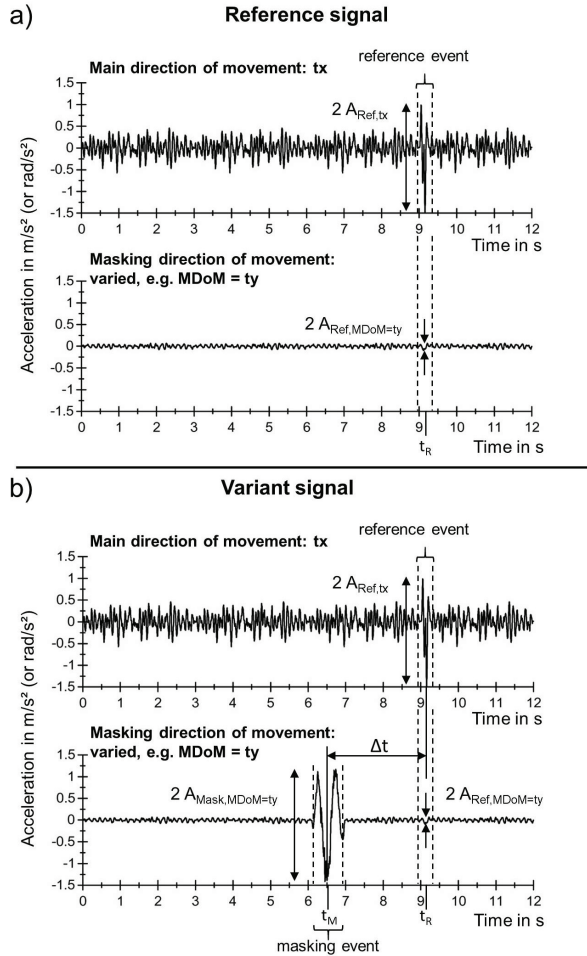 a)
Reference signal
reference event
Main direction of movement: tx
2 A_Ref,tx
1.5
1
0.5
0
-0.5
-1
-1.5
0 1 2 3 4 5 6 7 8 9 10 11 12
Time in s
Acceleration in m/s² (or rad/s²)
Masking direction of movement:
varied, e.g. MDoM = ty
2 A_Ref,MDoM=ty
1.5
1
0.5
0
-0.5
-1
-1.5
0 1 2 3 4 5 6 7 8 9 10 11 12
t_R
Time in s
b)
Variant signal
reference event
Main direction of movement: tx
2 A_Ref,tx
1.5
1
0.5
0
-0.5
-1
-1.5
0 1 2 3 4 5 6 7 8 9 10 11 12
Time in s
Acceleration in m/s² (or rad/s²)
Masking direction of movement:
varied, e.g. MDoM = ty
Δt
2 A_Mask,MDoM=ty
2 A_Ref,MDoM=ty
1.5
1
0.5
0
-0.5
-1
-1.5
0 1 2 3 4 5 6 7 8 9 10 11 12
t_M
t_R
Time in s
masking event